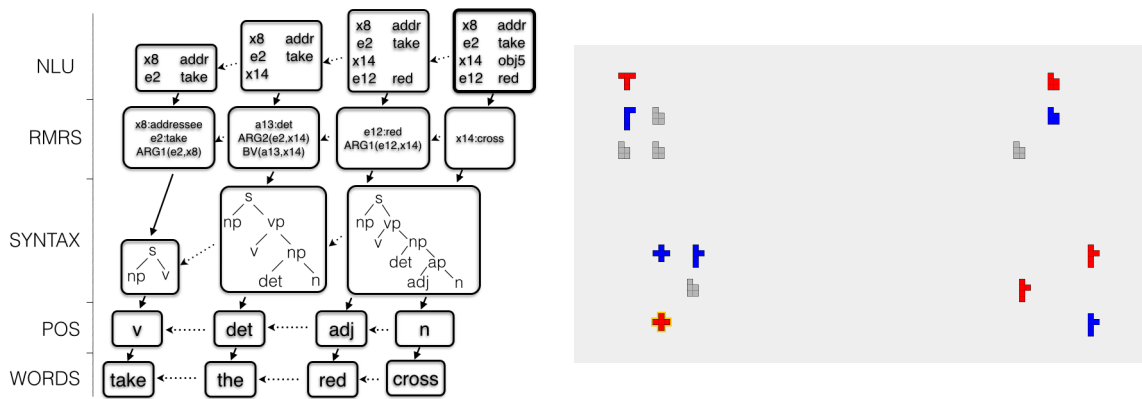 NLU
x8 addr
e2 take
x8 addr
e2 take
x14
x8 addr
e2 take
x14
e12 red
x8 addr
e2 take
x14 obj5
e12 red
RMRS
x8:addressee
e2:take
ARG1(e2,x8)
a13:det
ARG2(e2,x14)
BV(a13,x14)
e12:red
ARG1(e12,x14)
x14:cross
SYNTAX
s
np v
s
np vp
v np
det n
s
np vp
v np
det ap
adj n
POS
v
det
adj
n
WORDS
take
the
red
cross